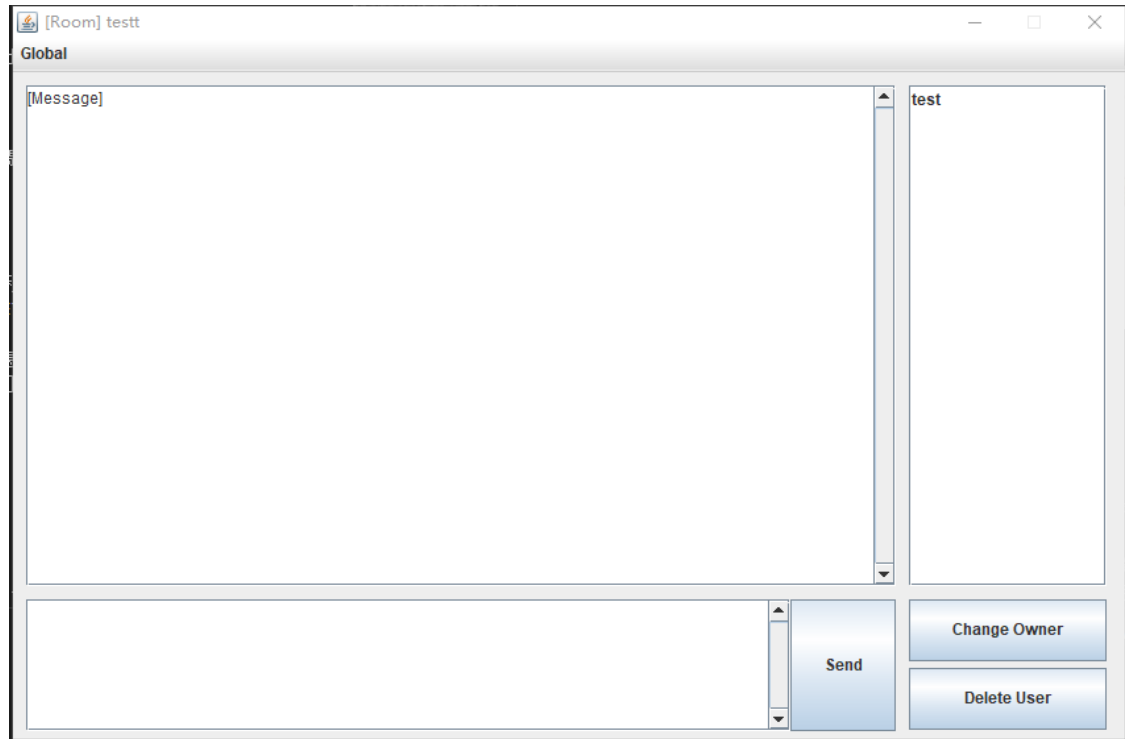 [Room] testt
Global
[Message]
test
Send
Change Owner
Delete User